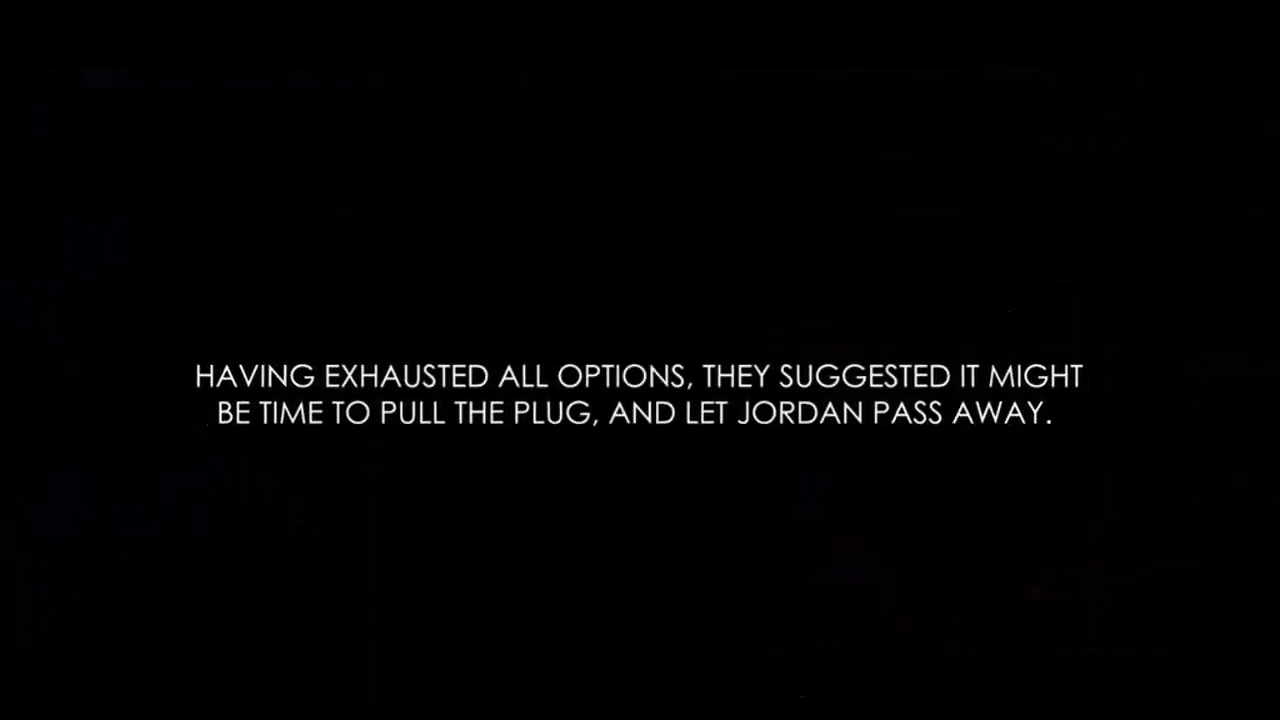 HAVING EXHAUSTED ALL OPTIONS, THEY SUGGESTED IT MIGHT
BE TIME TO PULL THE PLUG, AND LET JORDAN PASS AWAY.